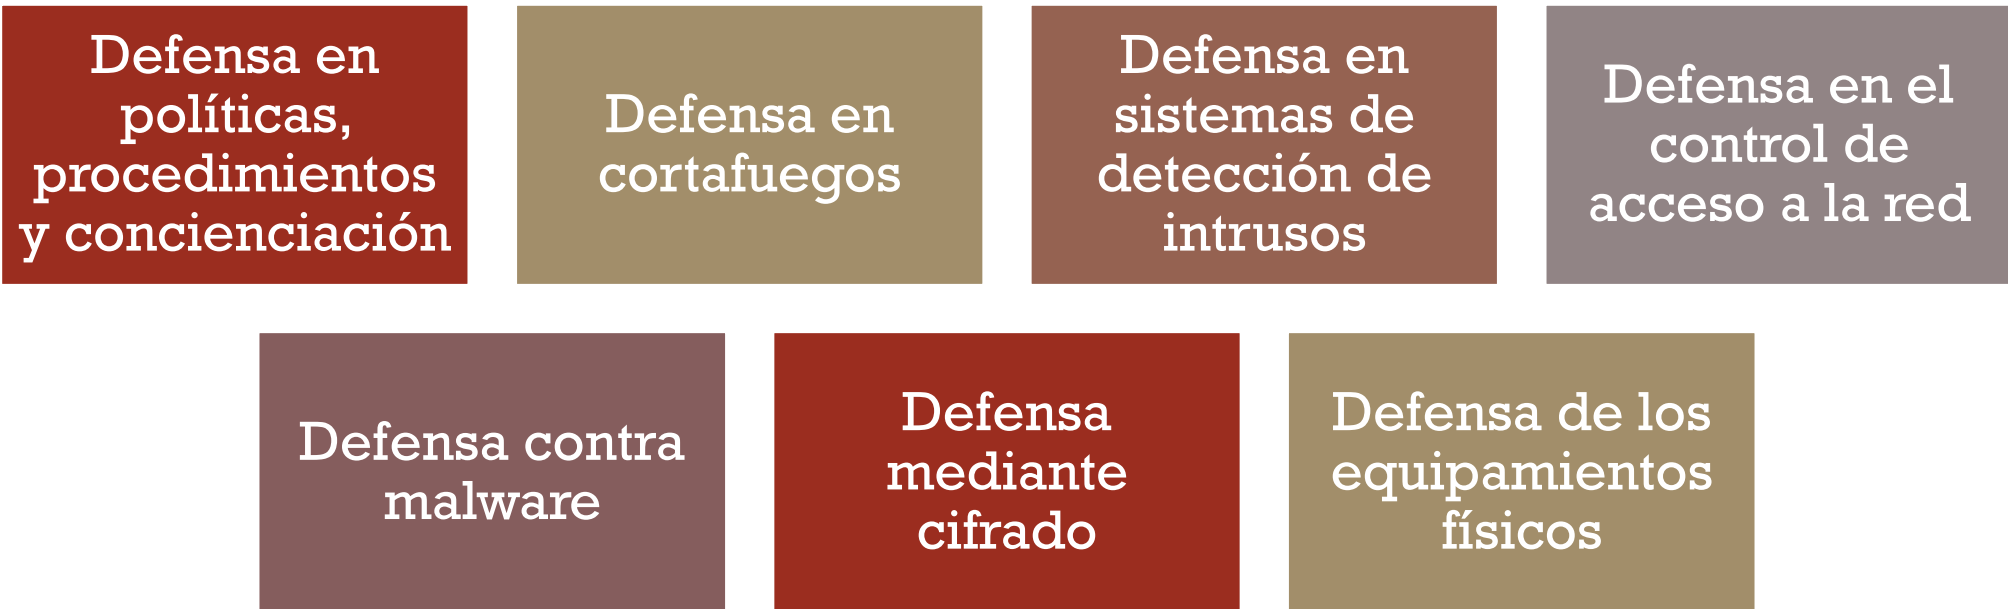 Defensa en
políticas,
procedimientos
y concienciación
Defensa en
cortafuegos
Defensa en
sistemas de
detección de
intrusos
Defensa en el
control de
acceso a la red
Defensa contra
malware
Defensa
mediante
cifrado
Defensa de los
equipamientos
físicos